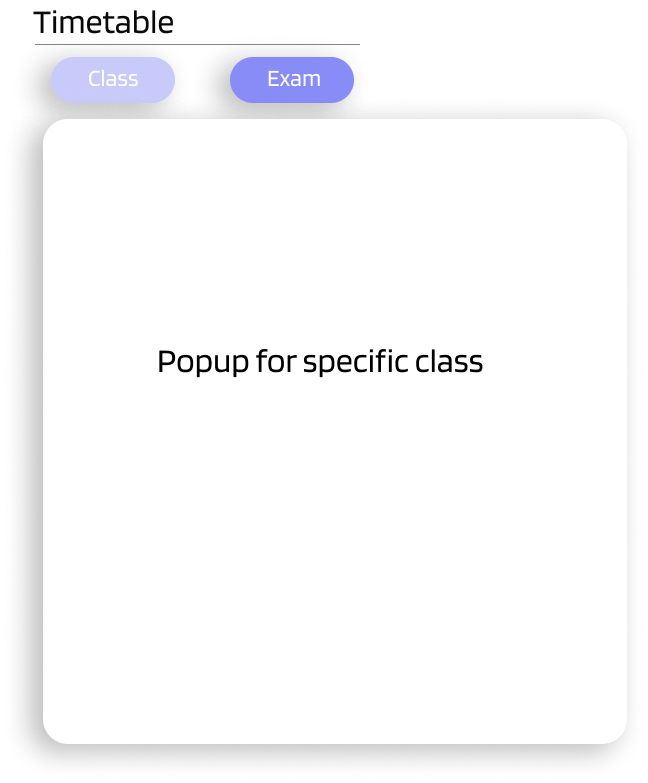 Timetable
Class
Exam
Popup for specific class